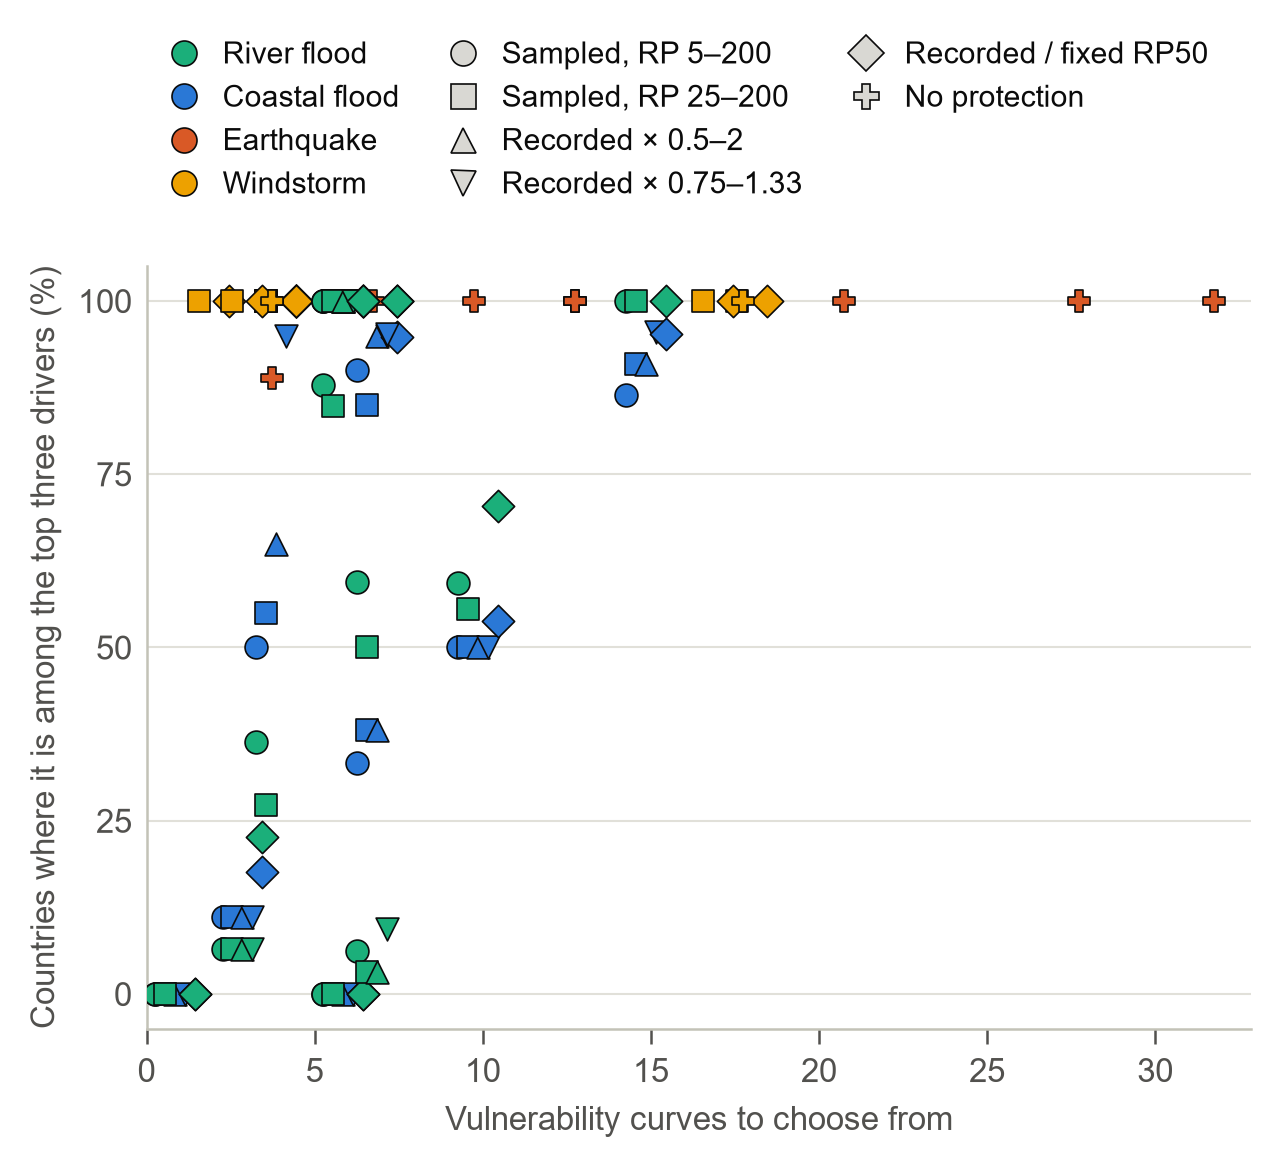 River flood
Coastal flood
Earthquake
Windstorm
Sampled, RP 5–200
Sampled, RP 25–200
Recorded × 0.5–2
Recorded × 0.75–1.33
Recorded / fixed RP50
No protection
Countries where it is among the top three drivers (%)
100
75
50
25
0
0 5 10 15 20 25 30
Vulnerability curves to choose from